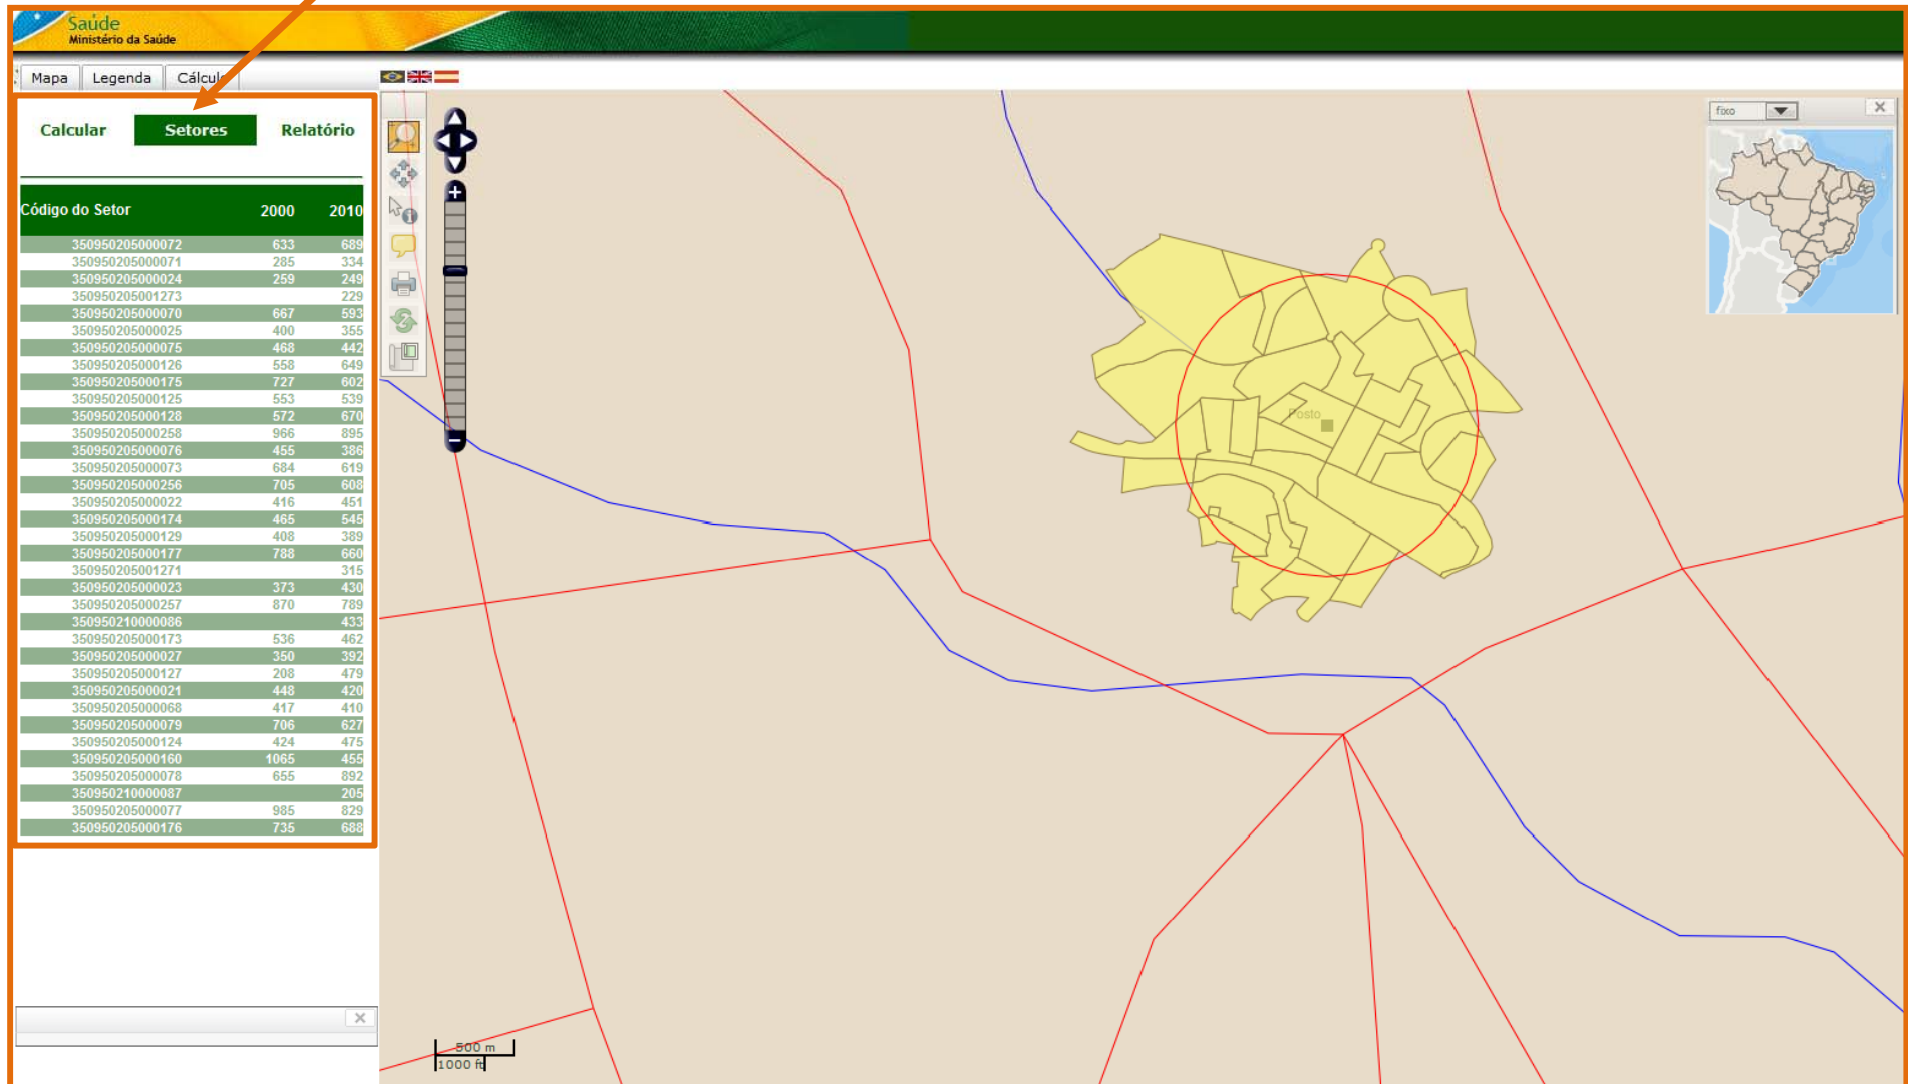 Saúde
Ministério da Saúde
Mapa Legenda Cálculo
Calcular Setores Relatório
Código do Setor 2000 2010
350950205000072 633 689
350950205000071 285 334
350950205000024 259 249
350950205001273 229
350950205000070 667 593
350950205000025 400 355
350950205000075 468 442
350950205000126 558 649
350950205000175 727 602
350950205000125 553 539
350950205000128 572 670
350950205000258 966 895
350950205000076 455 386
350950205000073 684 619
350950205000256 705 608
350950205000022 416 451
350950205000174 465 545
350950205000129 408 389
350950205000177 788 660
350950205001271 315
350950205000023 373 430
350950205000257 870 789
350950210000086 433
350950205000173 536 462
350950205000027 350 392
350950205000127 208 479
350950205000021 448 420
350950205000068 417 410
350950205000079 706 627
350950205000124 424 475
350950205000160 1065 455
350950205000078 655 892
350950210000087 205
350950205000077 985 829
350950205000176 735 688
fixo
Posto
500 m
1000 ft